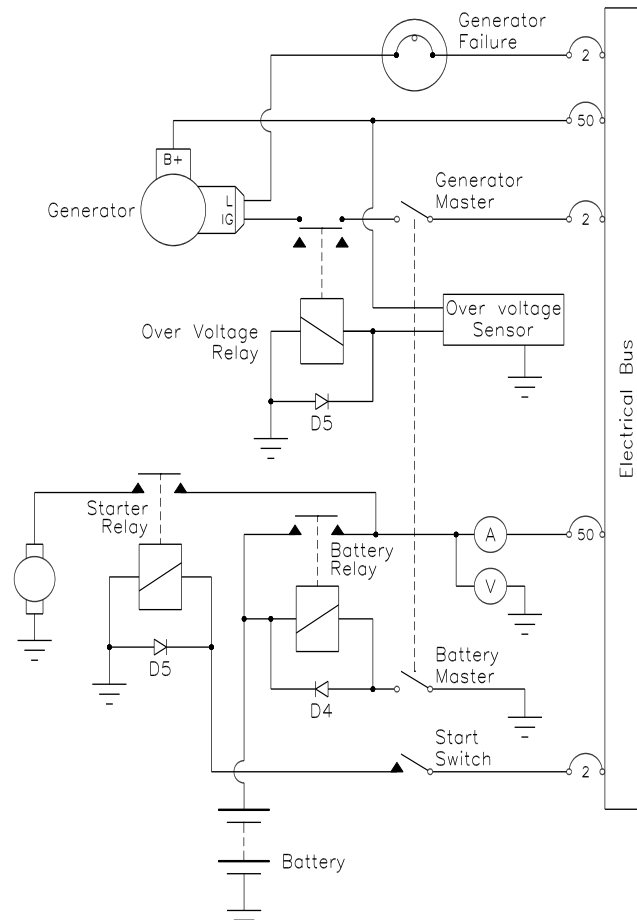 Generator
Failure
2
50
B+
L
IG
Generator
Generator
Master
2
Over Voltage
Relay
Over voltage
Sensor
D5
Electrical Bus
Starter
Relay
Battery
Relay
A
50
V
D5
D4
Battery
Master
Start
Switch
2
Battery